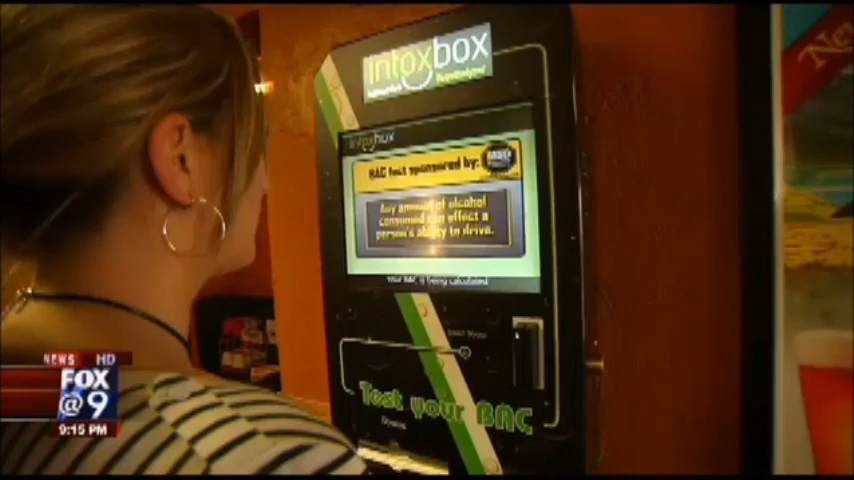 intoxbox
intoxbox
BAC test sponsored by:
Any amount of alcohol
consumed can effect a
person's ability to drive.
Your BAC is being calculated
Test your BAC
NEWS HD
FOX
@9
9:15 PM